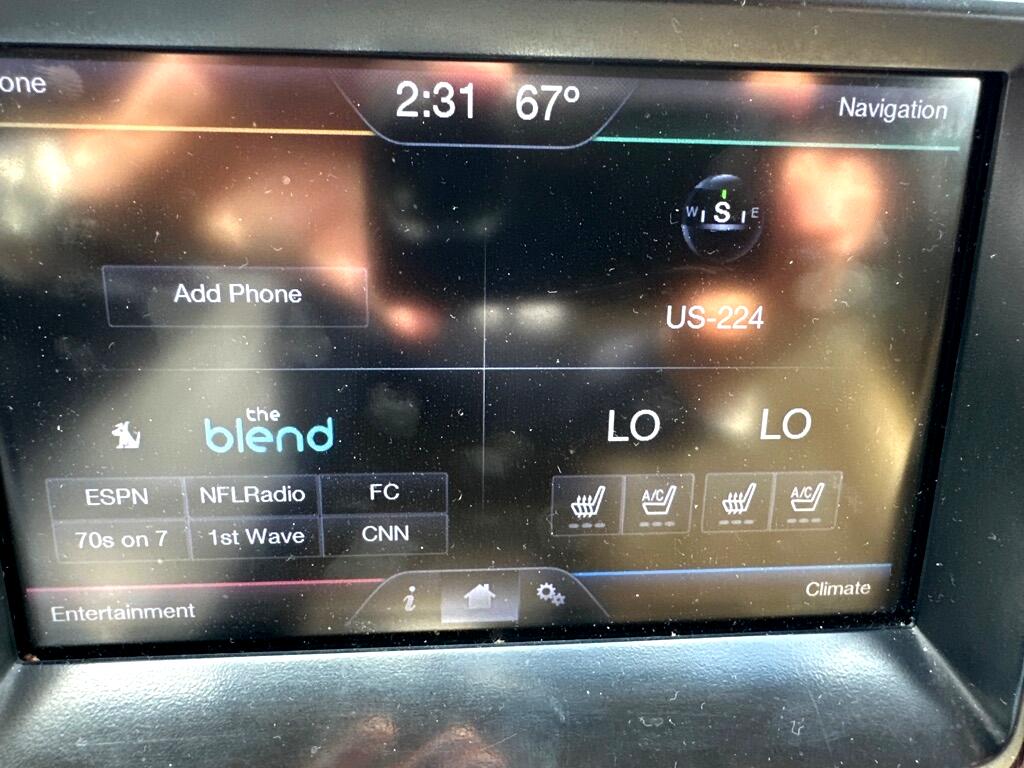 one
2:31 67º
Navigation
W S E
Add Phone
US-224
the
blend
LO LO
ESPN NFLRadio FC
70s on 7 1st Wave CNN
A/C A/C
i
Entertainment
Climate